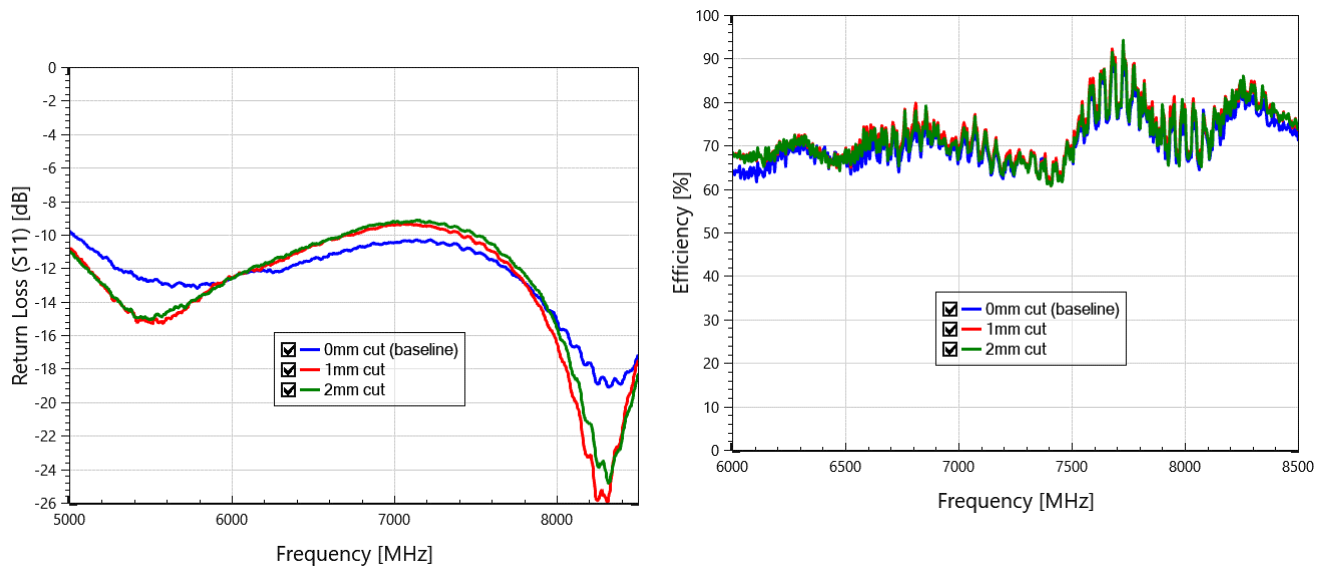 0
-2
-4
-6
-8
-10
-12
-14
-16
-18
-20
-22
-24
-26
Return Loss (S11) [dB]
0mm cut (baseline)
1mm cut
2mm cut
5000 6000 7000 8000
Frequency [MHz]
100
90
80
70
60
50
40
30
20
10
0
Efficiency [%]
0mm cut (baseline)
1mm cut
2mm cut
6000 6500 7000 7500 8000 8500
Frequency [MHz]